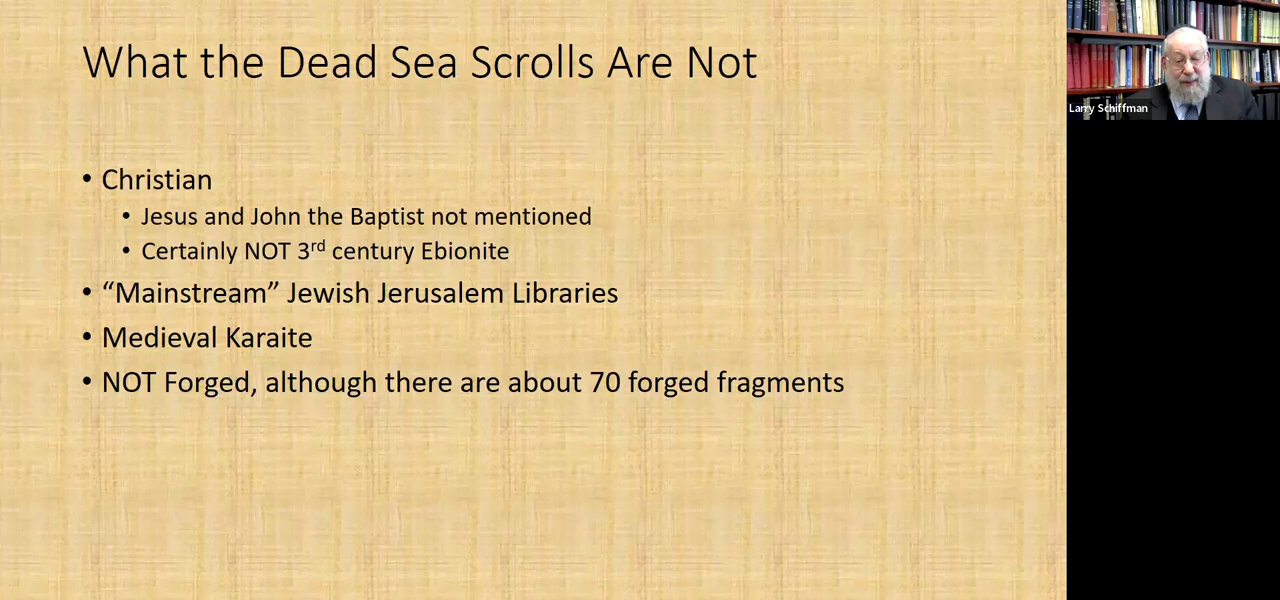 What the Dead Sea Scrolls Are Not
• Christian
• Jesus and John the Baptist not mentioned
• Certainly NOT 3rd century Ebionite
• “Mainstream” Jewish Jerusalem Libraries
• Medieval Karaite
• NOT Forged, although there are about 70 forged fragments
Larry Schiffman